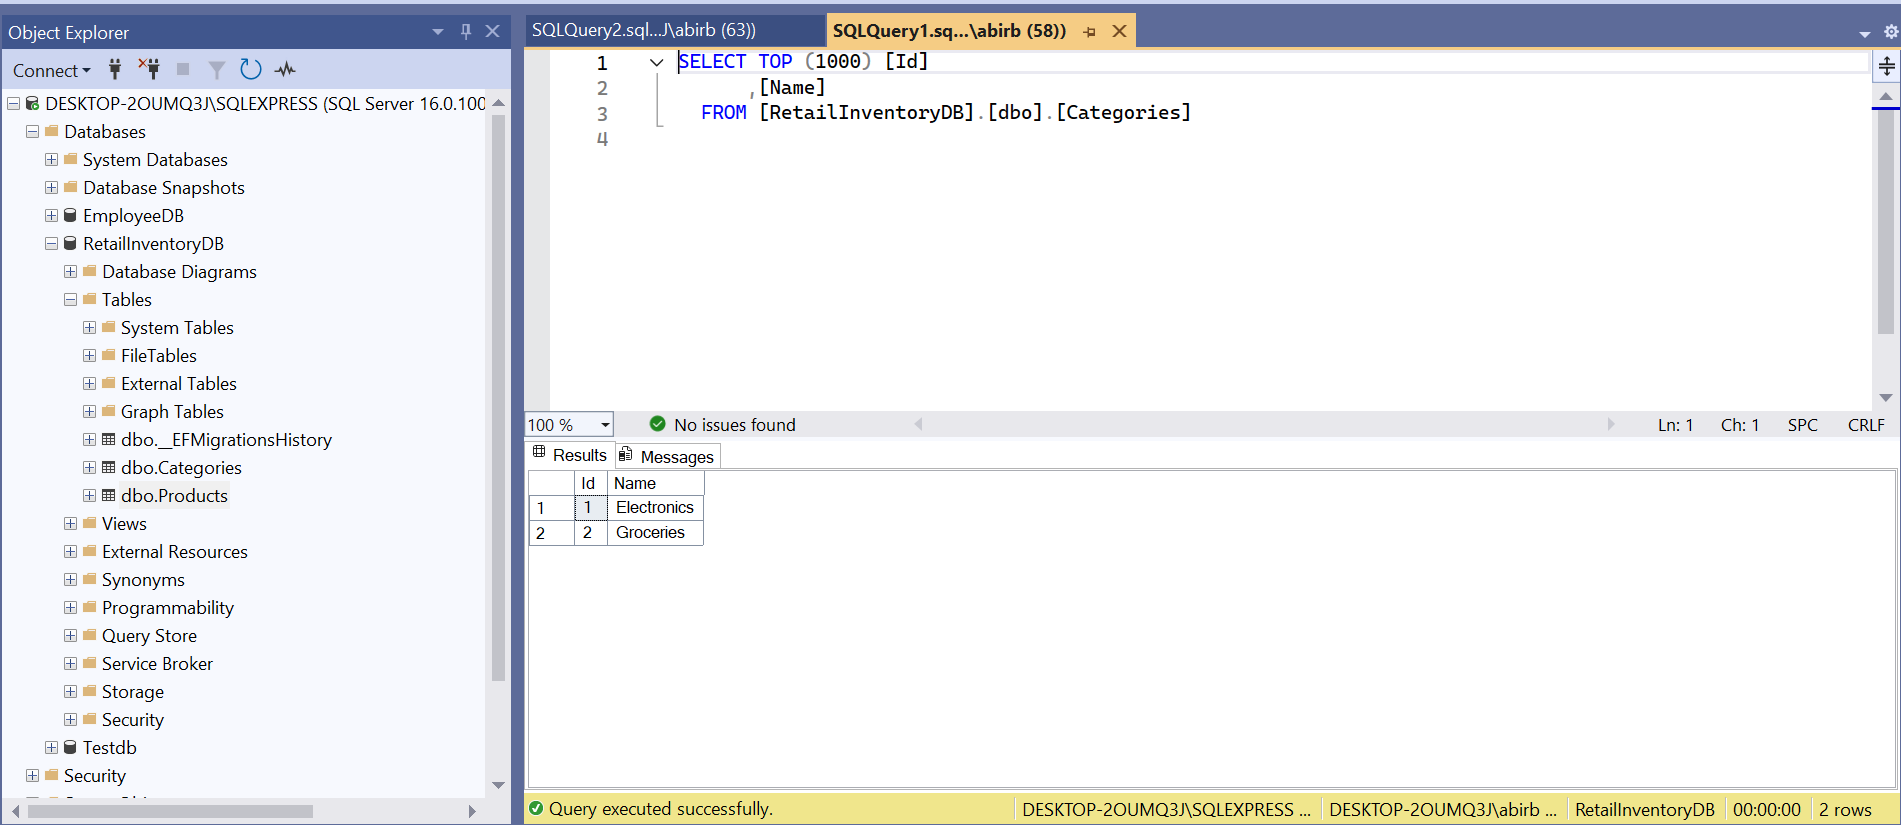 Object Explorer
Connect
DESKTOP-2OUMQ3J\SQLEXPRESS (SQL Server 16.0.100
Databases
System Databases
Database Snapshots
EmployeeDB
RetailInventoryDB
Database Diagrams
Tables
System Tables
FileTables
External Tables
Graph Tables
dbo.__EFMigrationsHistory
dbo.Categories
dbo.Products
Views
External Resources
Synonyms
Programmability
Query Store
Service Broker
Storage
Security
Testdb
Security
SQLQuery2.sql...J\abirb (63))
SQLQuery1.sq...\abirb (58))
1 SELECT TOP (1000) [Id]
2 ,[Name]
3 FROM [RetailInventoryDB].[dbo].[Categories]
4
100 % No issues found Ln: 1 Ch: 1 SPC CRLF
Results Messages
Id Name
1 1 Electronics
2 2 Groceries
Query executed successfully. DESKTOP-2OUMQ3J\SQLEXPRESS ... DESKTOP-2OUMQ3J\abirb ... RetailInventoryDB 00:00:00 2 rows